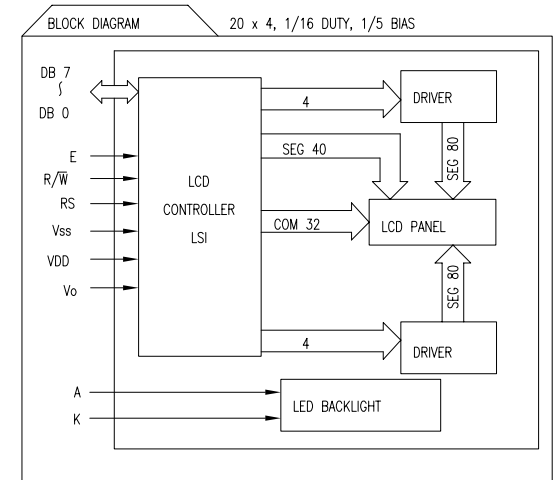 BLOCK DIAGRAM
20 x 4, 1/16 DUTY, 1/5 BIAS
DB 7
∫
DB 0
E
R/W̅
RS
Vss
VDD
Vo
A
K
LCD
CONTROLLER
LSI
4
SEG 40
COM 32
4
DRIVER
SEG 80
LCD PANEL
SEG 80
DRIVER
LED BACKLIGHT